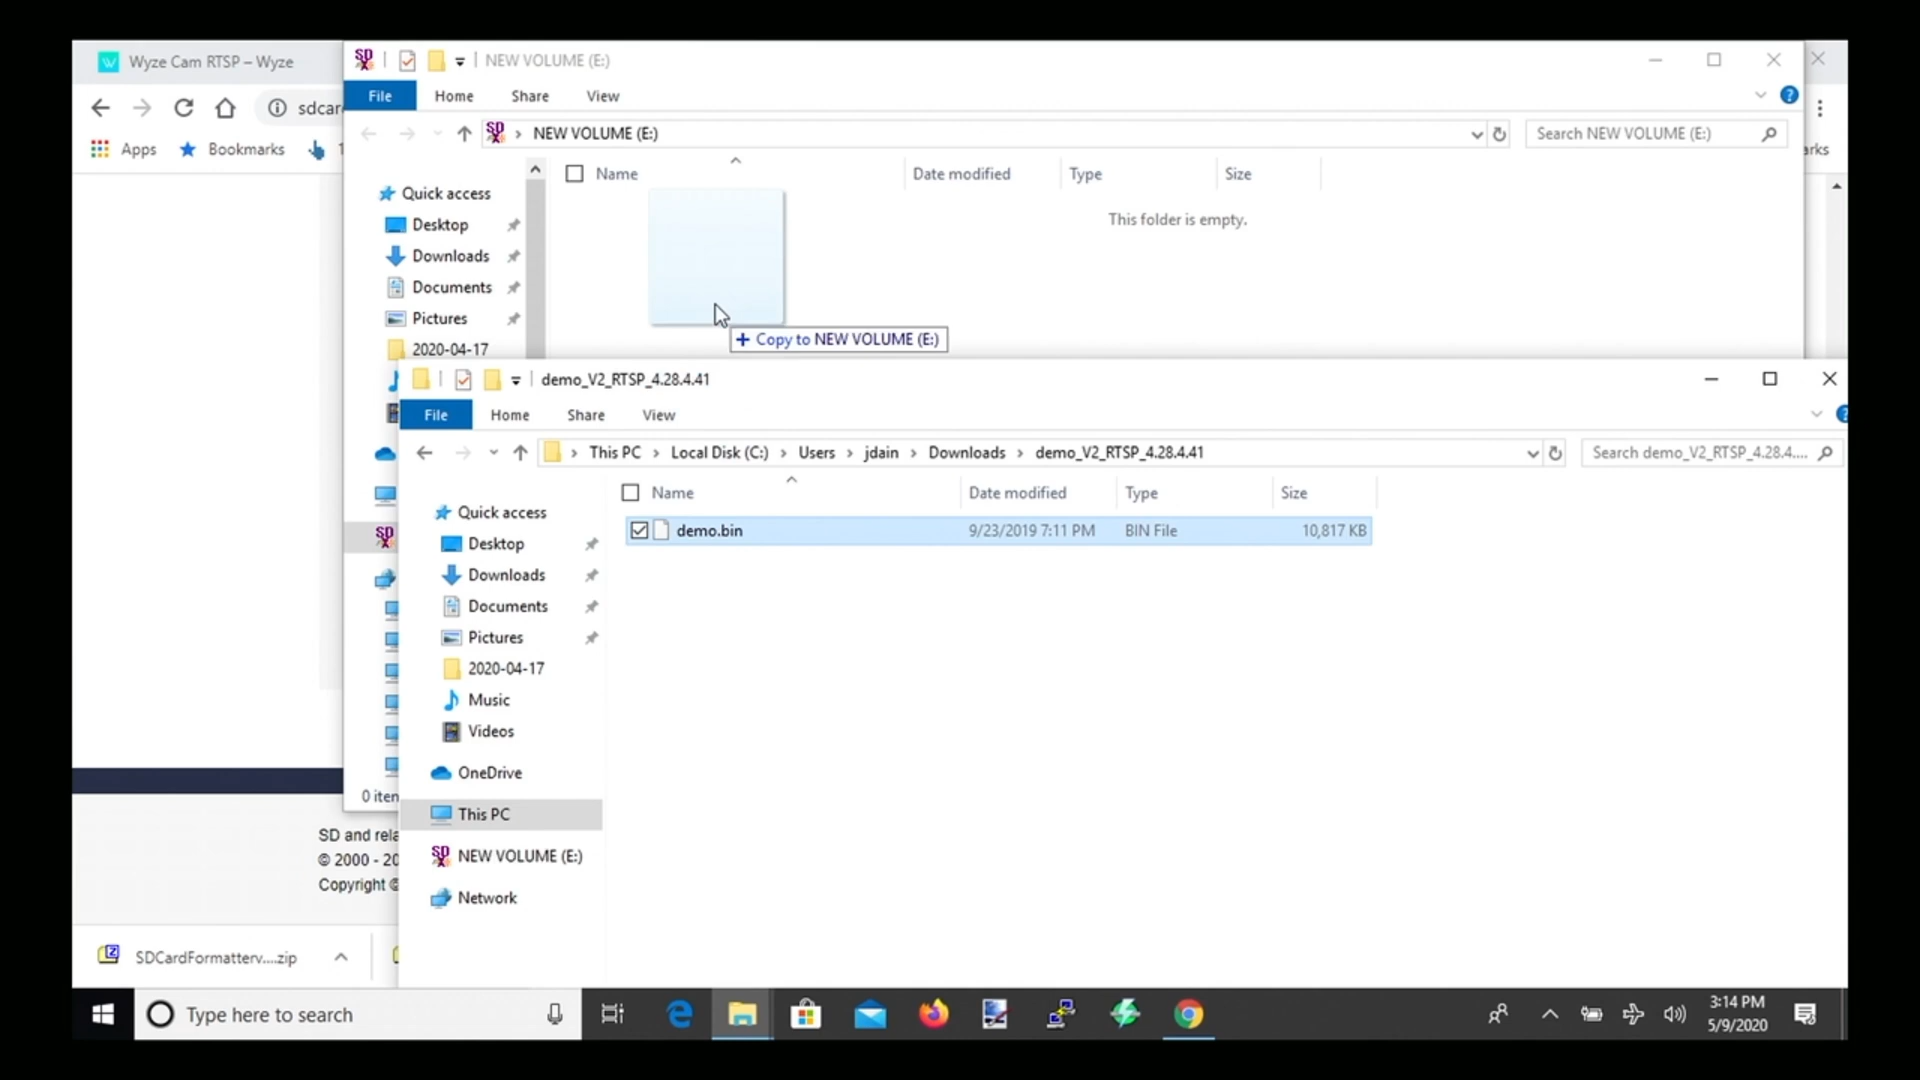 Wyze Cam RTSP – Wyze
NEW VOLUME (E:)
File Home Share View
sdcar
NEW VOLUME (E:)
Search NEW VOLUME (E:)
Apps Bookmarks
arks
Name Date modified Type Size
Quick access
This folder is empty.
Desktop
Downloads
Documents
Pictures
2020-04-17
Copy to NEW VOLUME (E:)
demo_V2_RTSP_4.28.4.41
File Home Share View
This PC Local Disk (C:) Users jdain Downloads demo_V2_RTSP_4.28.4.41
Search demo_V2_RTSP_4.28.4....
Name Date modified Type Size
Quick access
demo.bin 9/23/2019 7:11 PM BIN File 10,817 KB
Desktop
Downloads
Documents
Pictures
2020-04-17
Music
Videos
OneDrive
This PC
NEW VOLUME (E:)
Network
0 iten
SD and rela
© 2000 - 20
Copyright ©
SDCardFormatterv....zip
Type here to search
3:14 PM
5/9/2020